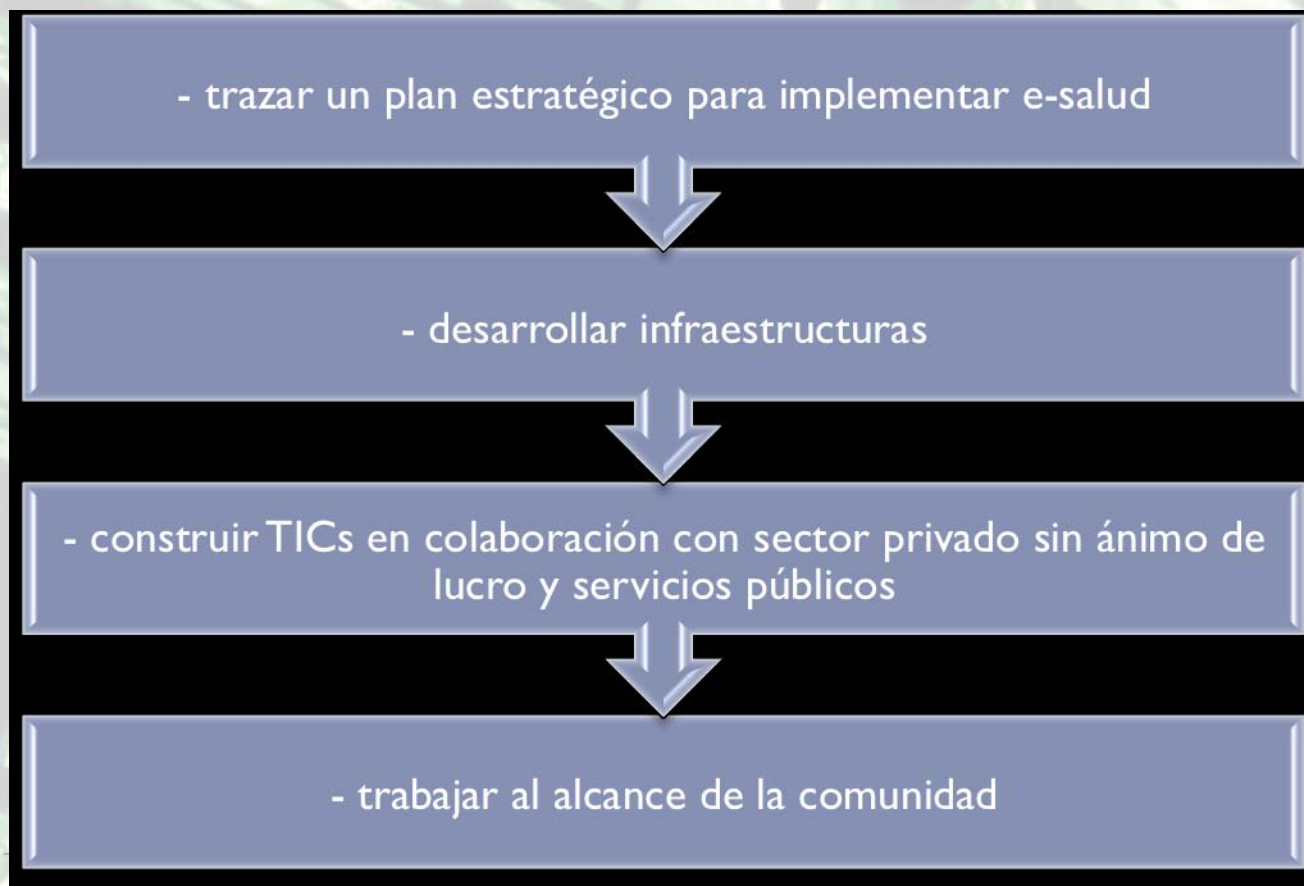 - trazar un plan estratégico para implementar e-salud
- desarrollar infraestructuras
- construir TICs en colaboración con sector privado sin ánimo de
lucro y servicios públicos
- trabajar al alcance de la comunidad